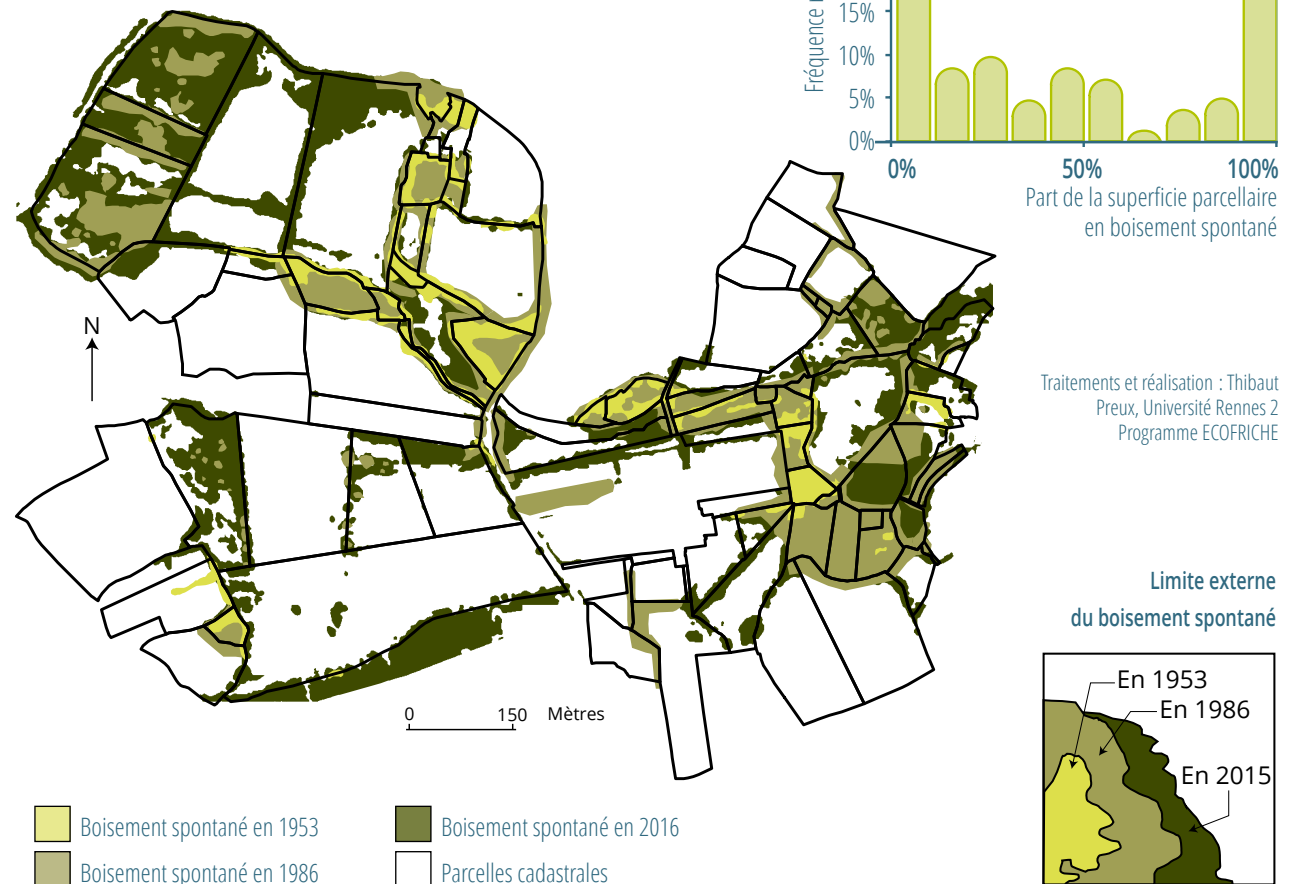 Fréquence
15%
10%
5%
0%
0%
50%
100%
Part de la superficie parcellaire
en boisement spontané
N
Traitements et réalisation : Thibaut
Preux, Université Rennes 2
Programme ECOFRICHE
Limite externe
du boisement spontané
En 1953
En 1986
En 2015
0
150
Mètres
Boisement spontané en 1953
Boisement spontané en 2016
Boisement spontané en 1986
Parcelles cadastrales